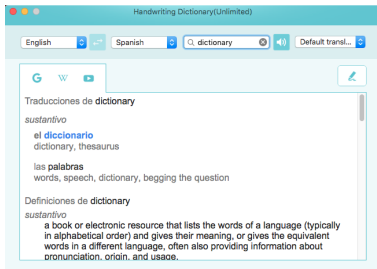 Handwriting Dictionary(Unlimited)
English Spanish dictionary Default transl...
G W
Traducciones de dictionary
sustantivo
el diccionario
dictionary, thesaurus
las palabras
words, speech, dictionary, begging the question
Definiciones de dictionary
sustantivo
a book or electronic resource that lists the words of a language (typically
in alphabetical order) and gives their meaning, or gives the equivalent
words in a different language, often also providing information about
pronunciation, origin, and usage.